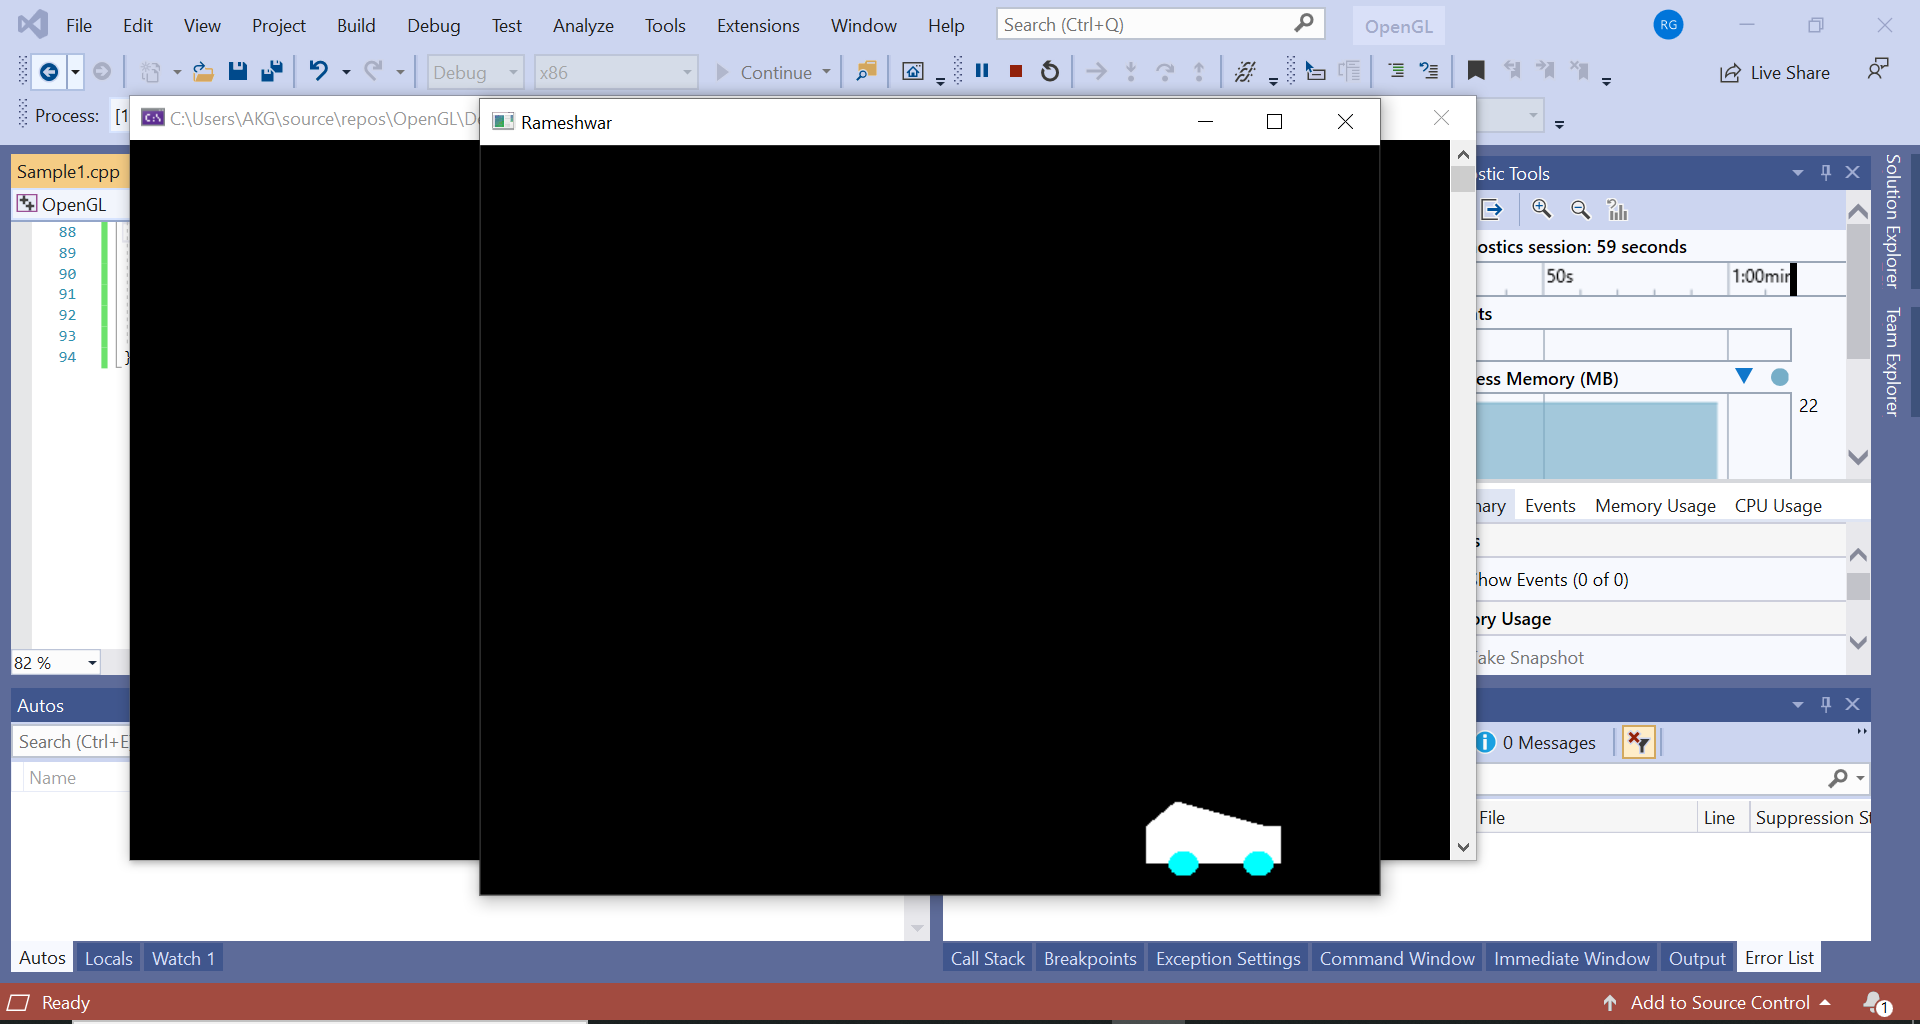 File Edit View Project Build Debug Test Analyze Tools Extensions Window Help Search (Ctrl+Q) OpenGL RG
Debug x86 Continue Live Share
Process: [1
C:\Users\AKG\source\repos\OpenGL\De
Rameshwar
Sample1.cpp
OpenGL
88
89
90
91
92
93
94 }
82 %
Autos
Search (Ctrl+E
Name
Autos Locals Watch 1
stic Tools
ostics session: 59 seconds
50s 1:00min
ts
ess Memory (MB)
22
nary Events Memory Usage CPU Usage
s
how Events (0 of 0)
ory Usage
ake Snapshot
0 Messages
File Line Suppression St
Call Stack Breakpoints Exception Settings Command Window Immediate Window Output Error List
Solution Explorer
Team Explorer
Ready Add to Source Control 1